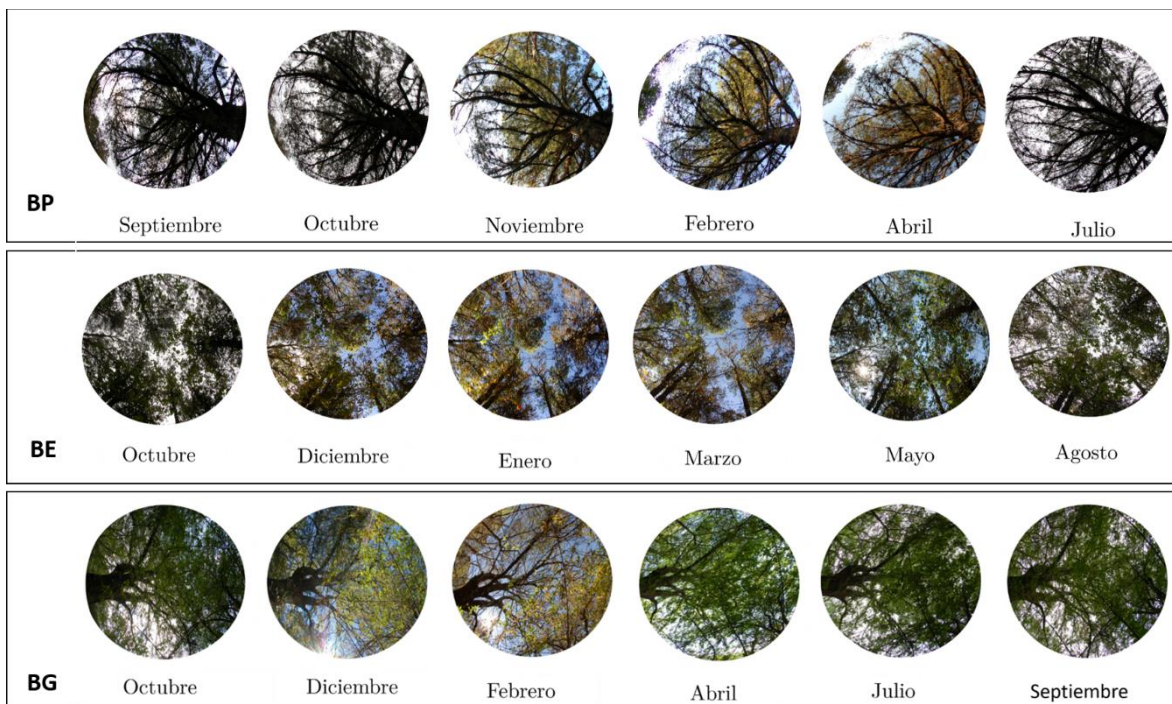 BP
Septiembre Octubre Noviembre Febrero Abril Julio
BE
Octubre Diciembre Enero Marzo Mayo Agosto
BG
Octubre Diciembre Febrero Abril Julio Septiembre